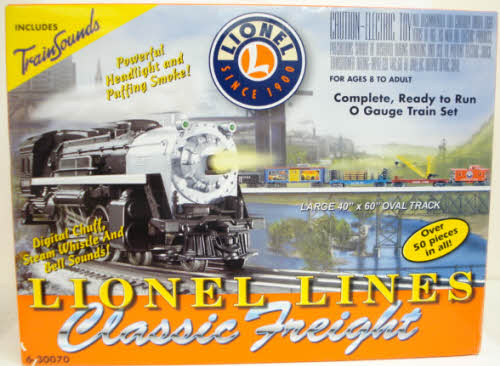 INCLUDES
TrainSounds
Powerful
Headlight and
Puffing Smoke!
LIONEL
L
SINCE 1900
CAUTION-ELECTRIC TOY
FOR AGES 8 TO ADULT
Complete, Ready to Run
O Gauge Train Set
LARGE 40" x 60" OVAL TRACK
Over
50 pieces
in all!
Digital Chuff,
Steam Whistle And
Bell Sounds!
LIONEL LINES
Classic Freight
6-30070